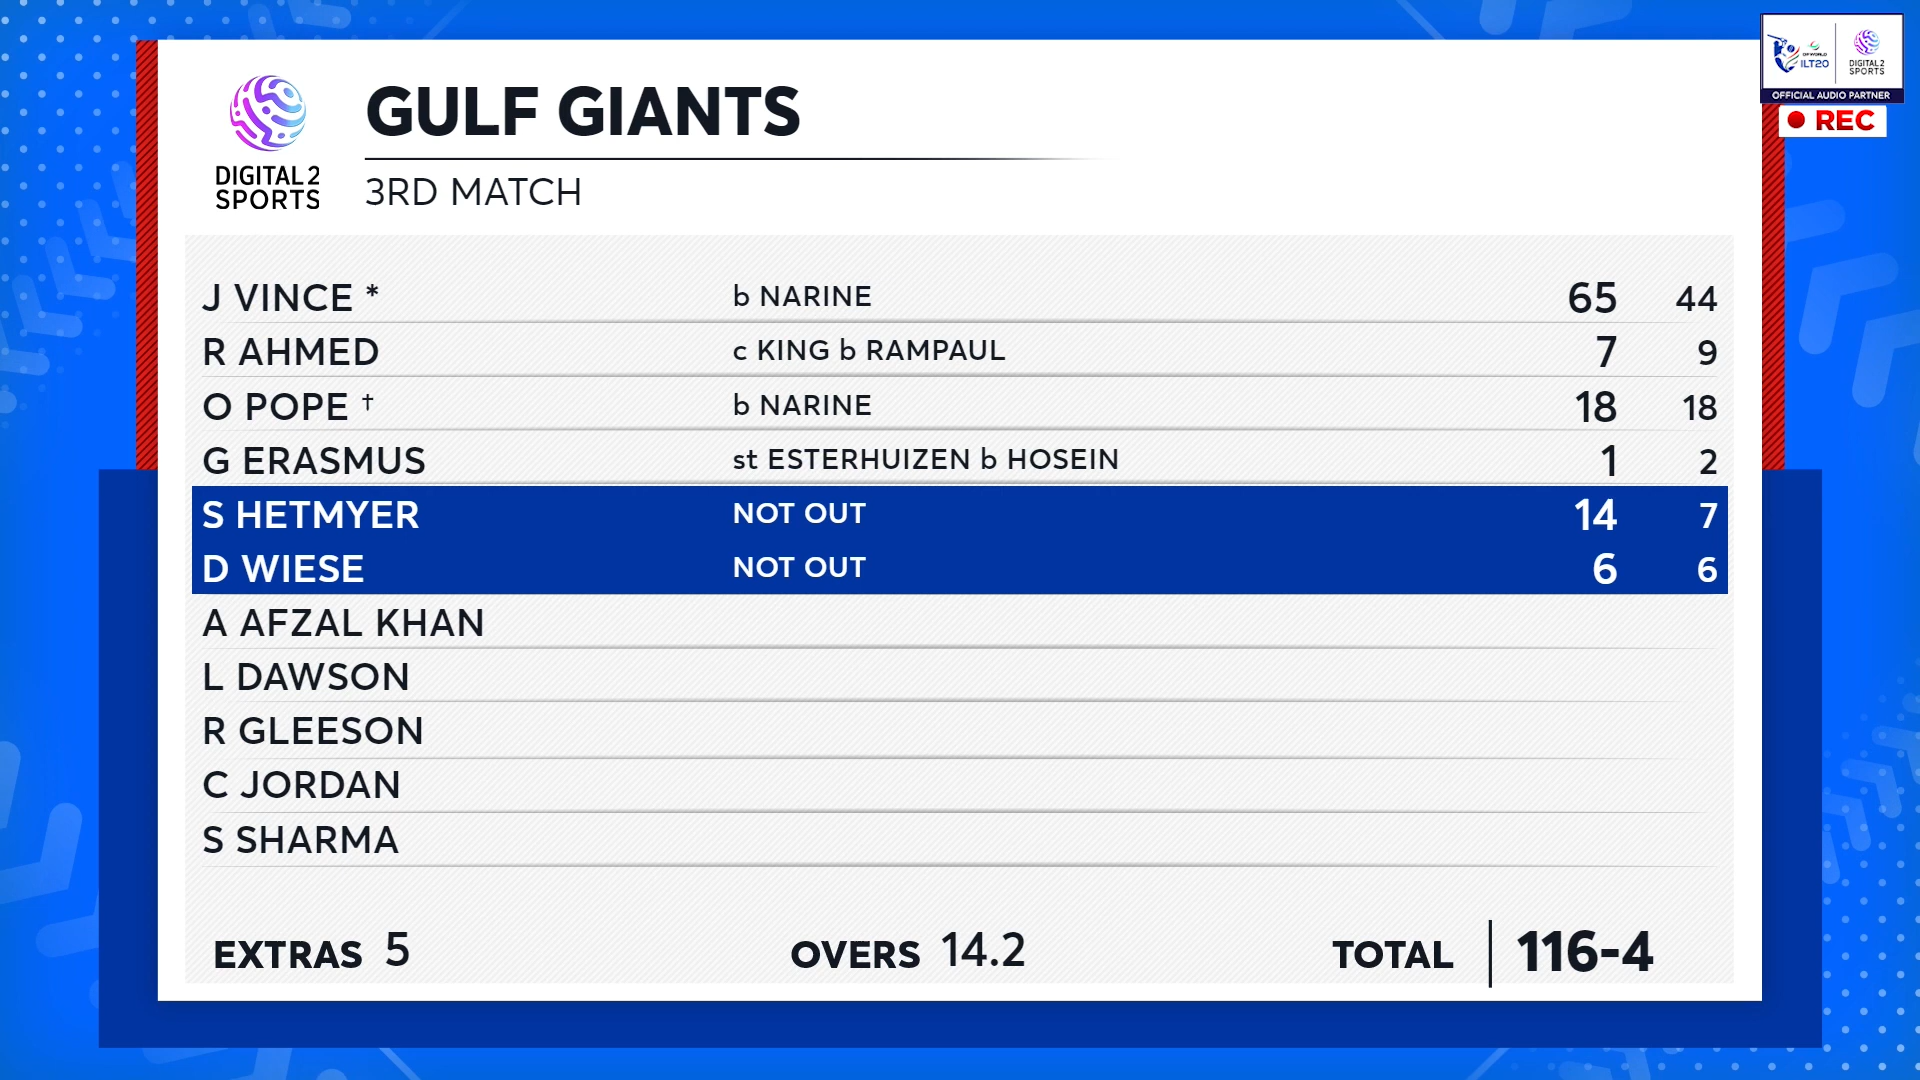 DP WORLD
ILT20
DIGITAL 2
SPORTS
OFFICIAL AUDIO PARTNER
REC
GULF GIANTS
DIGITAL 2
SPORTS
3RD MATCH
J VINCE * b NARINE 65 44
R AHMED c KING b RAMPAUL 7 9
O POPE † b NARINE 18 18
G ERASMUS st ESTERHUIZEN b HOSEIN 1 2
S HETMYER NOT OUT 14 7
D WIESE NOT OUT 6 6
A AFZAL KHAN
L DAWSON
R GLEESON
C JORDAN
S SHARMA
EXTRAS 5 OVERS 14.2 TOTAL 116-4